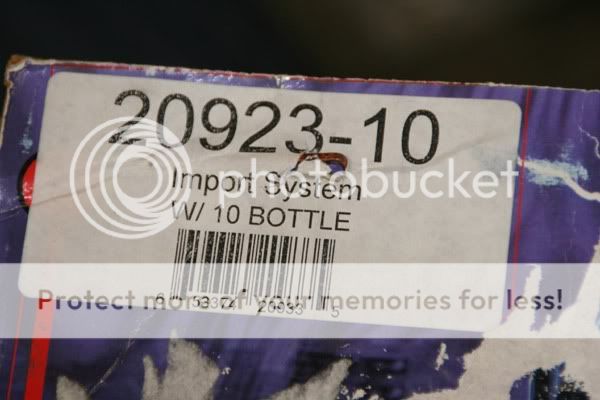 20923-10
photobucket
Import System
W/ 10 BOTTLE
Protect more of your memories for less!